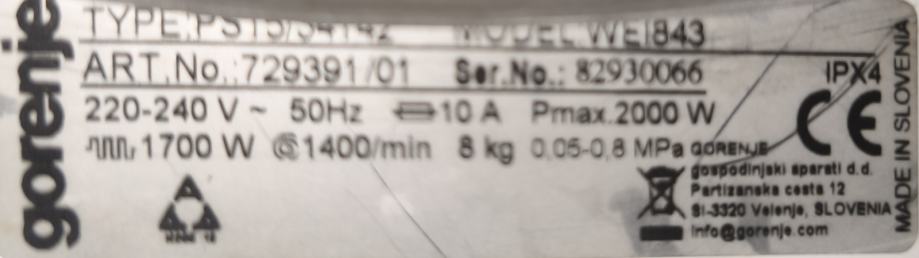 gorenje
TYPE:PS15/34142 MODEL:WEI843
ART.No.:729391/01 Ser.No.: 82930066
IPX4
220-240 V ~ 50Hz 10 A Pmax.2000 W
1700 W 1400/min 8 kg 0,05-0,8 MPa
GORENJE
gospodinjski aparati d.d.
Partizanska cesta 12
SI-3320 Velenje, SLOVENIA
info@gorenje.com
CE
MADE IN SLOVENIA